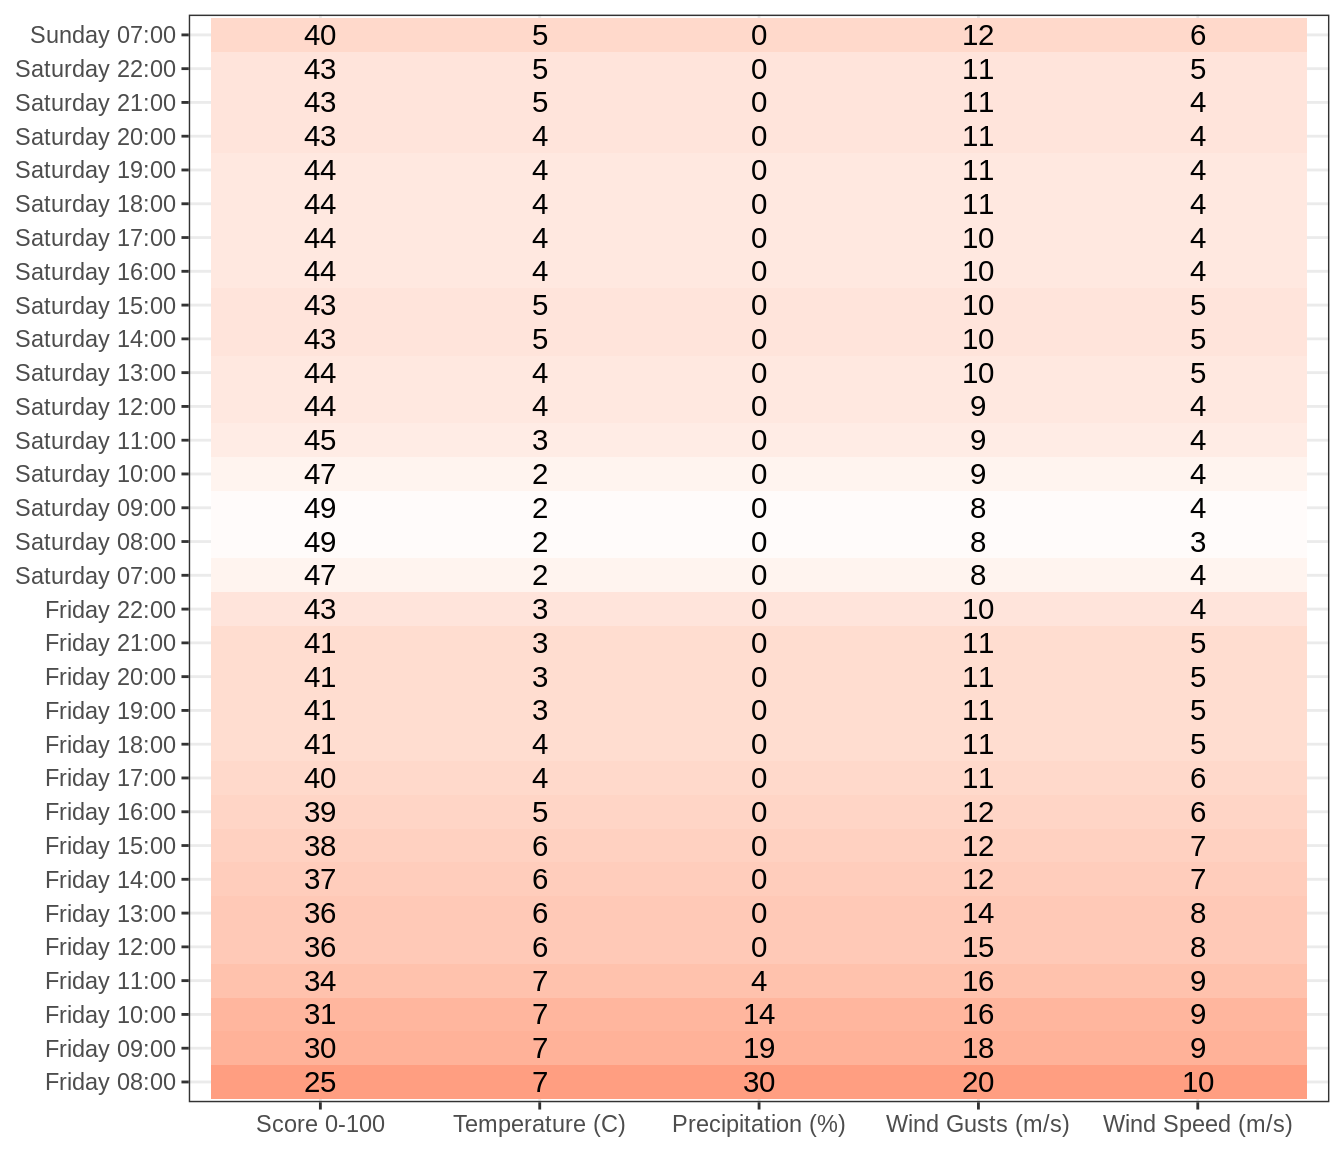 Sunday 07:00 40 5 0 12 6
Saturday 22:00 43 5 0 11 5
Saturday 21:00 43 5 0 11 4
Saturday 20:00 43 4 0 11 4
Saturday 19:00 44 4 0 11 4
Saturday 18:00 44 4 0 11 4
Saturday 17:00 44 4 0 10 4
Saturday 16:00 44 4 0 10 4
Saturday 15:00 43 5 0 10 5
Saturday 14:00 43 5 0 10 5
Saturday 13:00 44 4 0 10 5
Saturday 12:00 44 4 0 9 4
Saturday 11:00 45 3 0 9 4
Saturday 10:00 47 2 0 9 4
Saturday 09:00 49 2 0 8 4
Saturday 08:00 49 2 0 8 3
Saturday 07:00 47 2 0 8 4
Friday 22:00 43 3 0 10 4
Friday 21:00 41 3 0 11 5
Friday 20:00 41 3 0 11 5
Friday 19:00 41 3 0 11 5
Friday 18:00 41 4 0 11 5
Friday 17:00 40 4 0 11 6
Friday 16:00 39 5 0 12 6
Friday 15:00 38 6 0 12 7
Friday 14:00 37 6 0 12 7
Friday 13:00 36 6 0 14 8
Friday 12:00 36 6 0 15 8
Friday 11:00 34 7 4 16 9
Friday 10:00 31 7 14 16 9
Friday 09:00 30 7 19 18 9
Friday 08:00 25 7 30 20 10
Score 0-100 Temperature (C) Precipitation (%) Wind Gusts (m/s) Wind Speed (m/s)